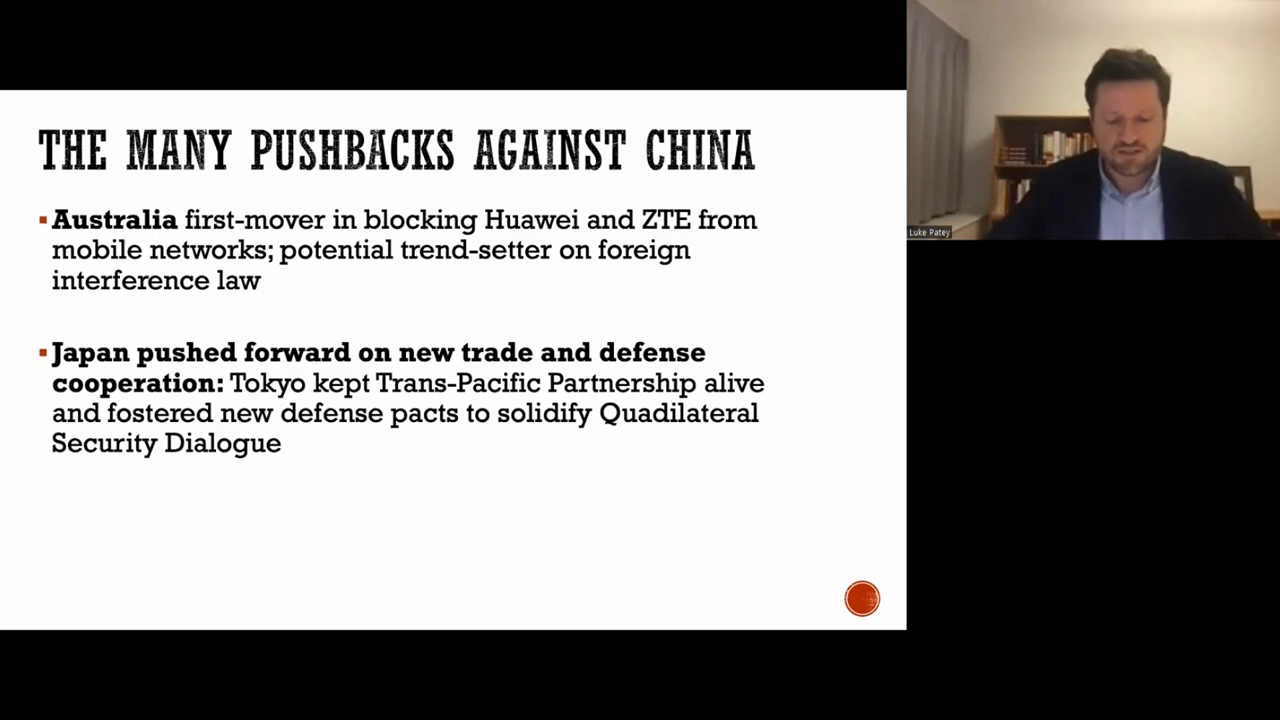 THE MANY PUSHBACKS AGAINST CHINA
▪Australia first-mover in blocking Huawei and ZTE from
mobile networks; potential trend-setter on foreign
interference law
▪Japan pushed forward on new trade and defense
cooperation: Tokyo kept Trans-Pacific Partnership alive
and fostered new defense pacts to solidify Quadilateral
Security Dialogue
Luke Patey